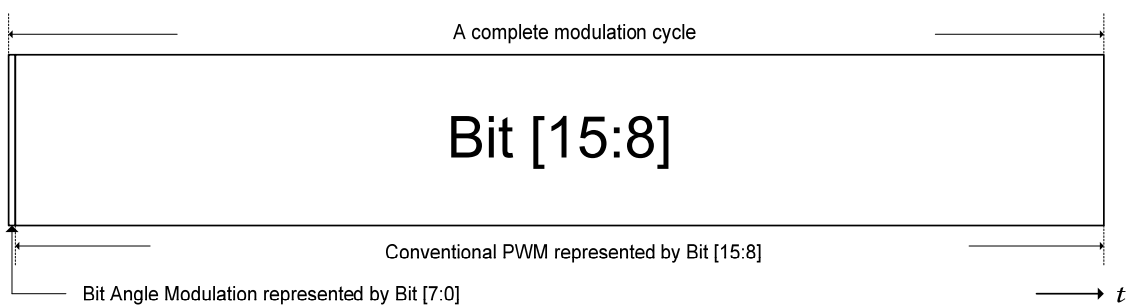 A complete modulation cycle
Bit [15:8]
Conventional PWM represented by Bit [15:8]
Bit Angle Modulation represented by Bit [7:0]
t